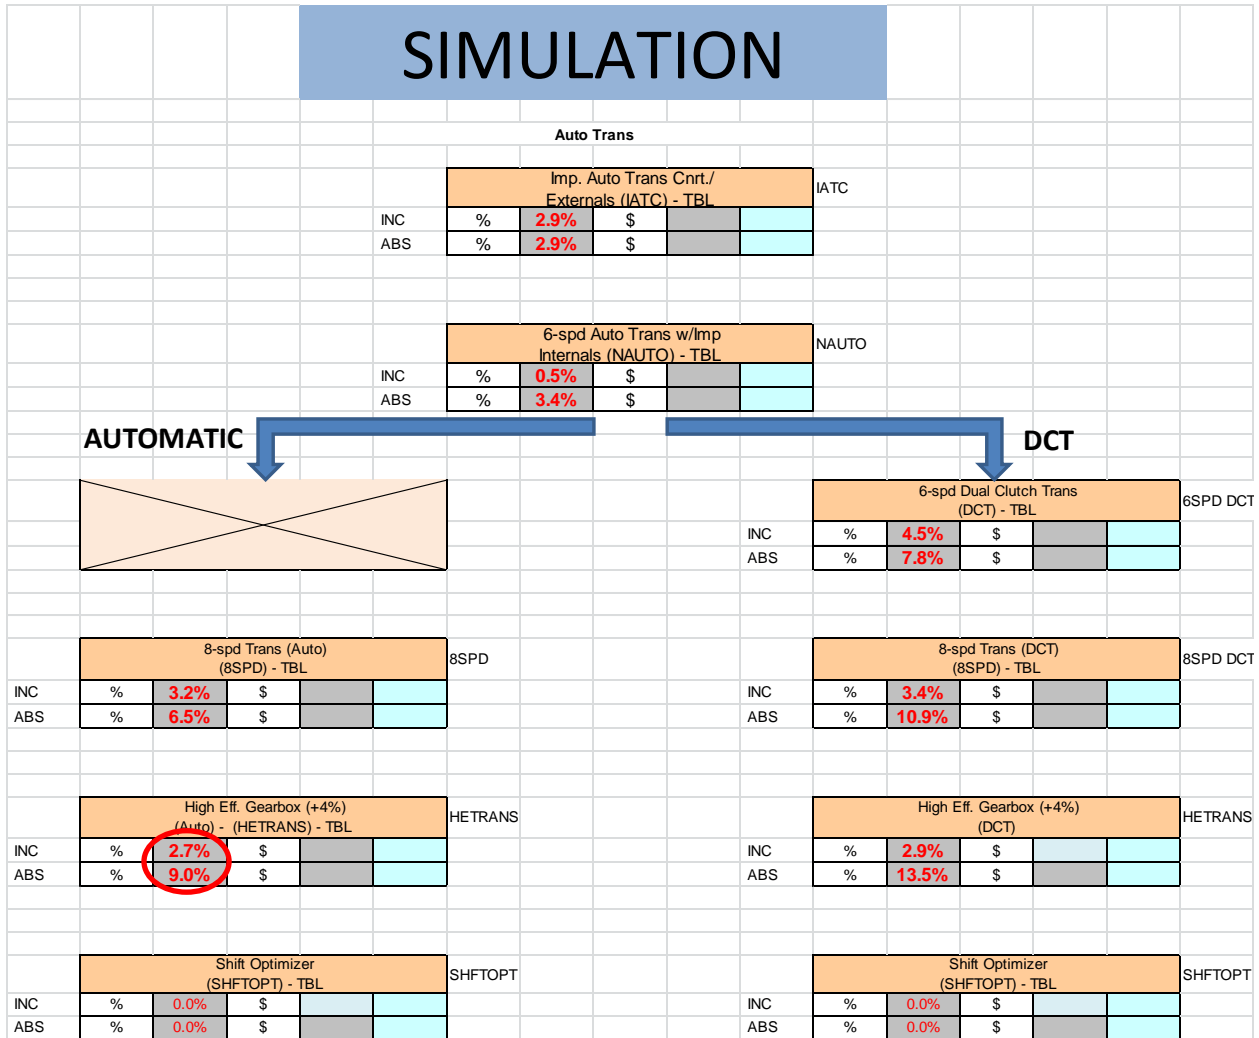 SIMULATION
Auto Trans
Imp. Auto Trans Cnrt./
Externals (IATC) - TBL
IATC
INC % 2.9% $
ABS % 2.9% $
6-spd Auto Trans w/Imp
Internals (NAUTO) - TBL
NAUTO
INC % 0.5% $
ABS % 3.4% $
AUTOMATIC
DCT
6-spd Dual Clutch Trans
(DCT) - TBL
6SPD DCT
INC % 4.5% $
ABS % 7.8% $
8-spd Trans (Auto)
(8SPD) - TBL
8SPD
INC % 3.2% $
ABS % 6.5% $
8-spd Trans (DCT)
(8SPD) - TBL
8SPD DCT
INC % 3.4% $
ABS % 10.9% $
High Eff. Gearbox (+4%)
(Auto) - (HETRANS) - TBL
HETRANS
INC % 2.7% $
ABS % 9.0% $
High Eff. Gearbox (+4%)
(DCT)
HETRANS
INC % 2.9% $
ABS % 13.5% $
Shift Optimizer
(SHFTOPT) - TBL
SHFTOPT
INC % 0.0% $
ABS % 0.0% $
Shift Optimizer
(SHFTOPT) - TBL
SHFTOPT
INC % 0.0% $
ABS % 0.0% $